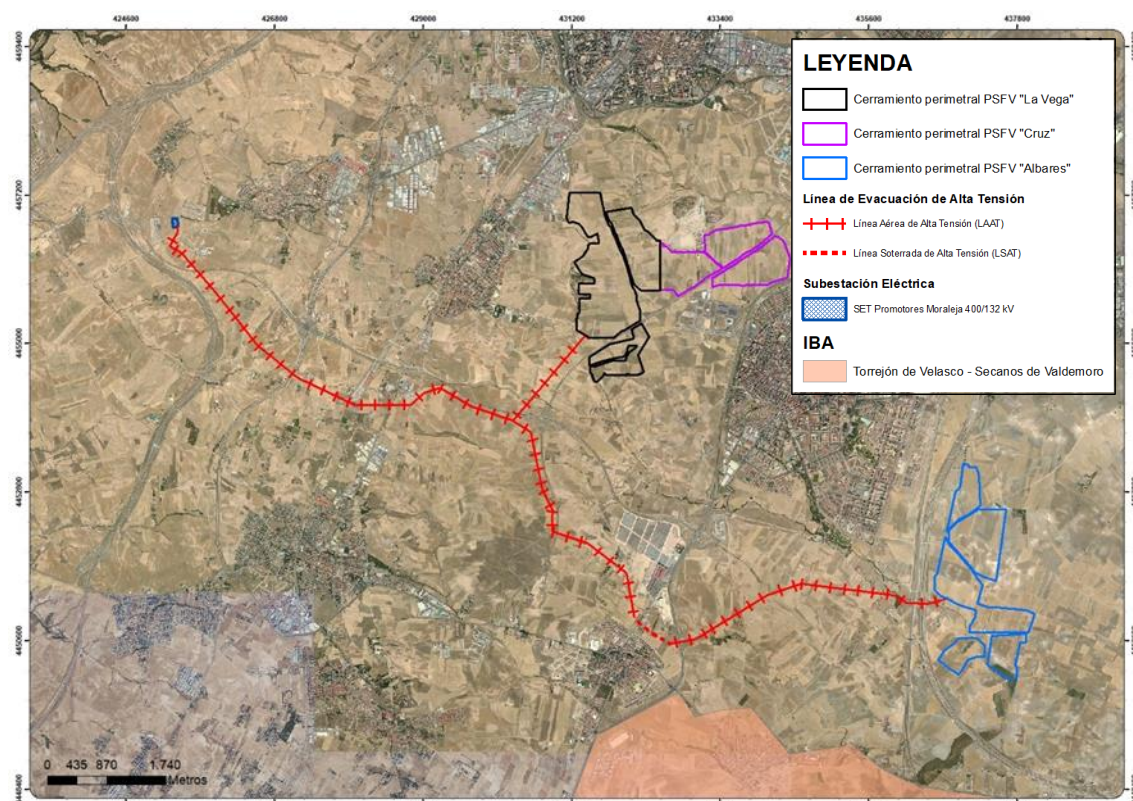 424600 426800 429000 431200 433400 435600 437800
4459400
4457200
4455000
4452800
4450600
4448400
LEYENDA
Cerramiento perimetral PSFV "La Vega"
Cerramiento perimetral PSFV "Cruz"
Cerramiento perimetral PSFV "Albares"
Línea de Evacuación de Alta Tensión
Línea Aérea de Alta Tensión (LAAT)
Línea Soterrada de Alta Tensión (LSAT)
Subestación Eléctrica
SET Promotores Moraleja 400/132 kV
IBA
Torrejón de Velasco - Secanos de Valdemoro
0 435 870 1.740
Metros